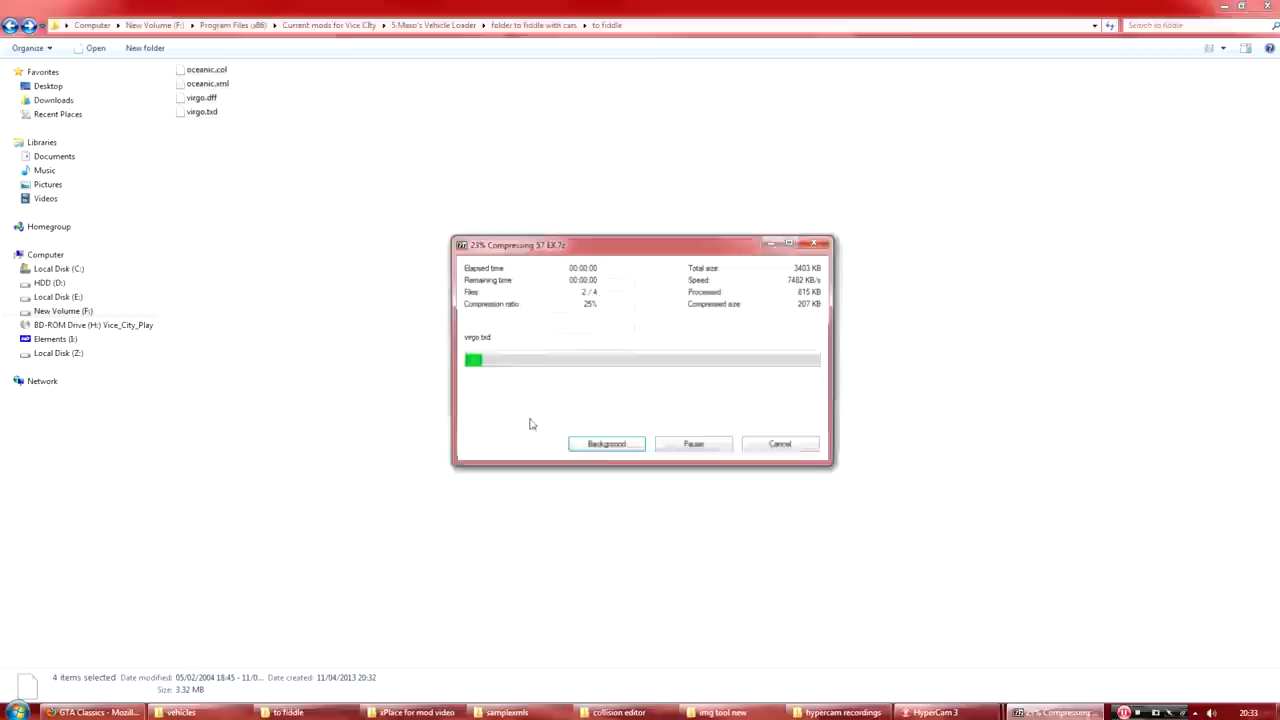 Computer ▸ New Volume (F:) ▸ Program Files (x86) ▸ Current mods for Vice City ▸ 5.Maxo's Vehicle Loader ▸ folder to fiddle with cars ▸ to fiddle
Search to fiddle
Organize ▾ Open New folder
Favorites
Desktop
Downloads
Recent Places
Libraries
Documents
Music
Pictures
Videos
Homegroup
Computer
Local Disk (C:)
HDD (D:)
Local Disk (E:)
New Volume (F:)
BD-ROM Drive (H:) Vice_City_Play
Elements (I:)
Local Disk (Z:)
Network
oceanic.col
oceanic.xml
virgo.dff
virgo.txd
23% Compressing 57 EX.7z
Elapsed time 00:00:00 Total size: 3403 KB
Remaining time: 00:00:00 Speed: 7482 KB/s
Files: 2 / 4 Processed: 815 KB
Compression ratio: 25% Compressed size: 207 KB
virgo.txd
Background Pause Cancel
4 items selected Date modified: 05/02/2004 18:45 - 11/0... Date created: 11/04/2013 20:32
Size: 3.32 MB
GTA Classics - Mozill... vehicles to fiddle xPlace for mod video samplexmls collision editor img tool new hypercam recordings HyperCam 3 Compressing... 20:33